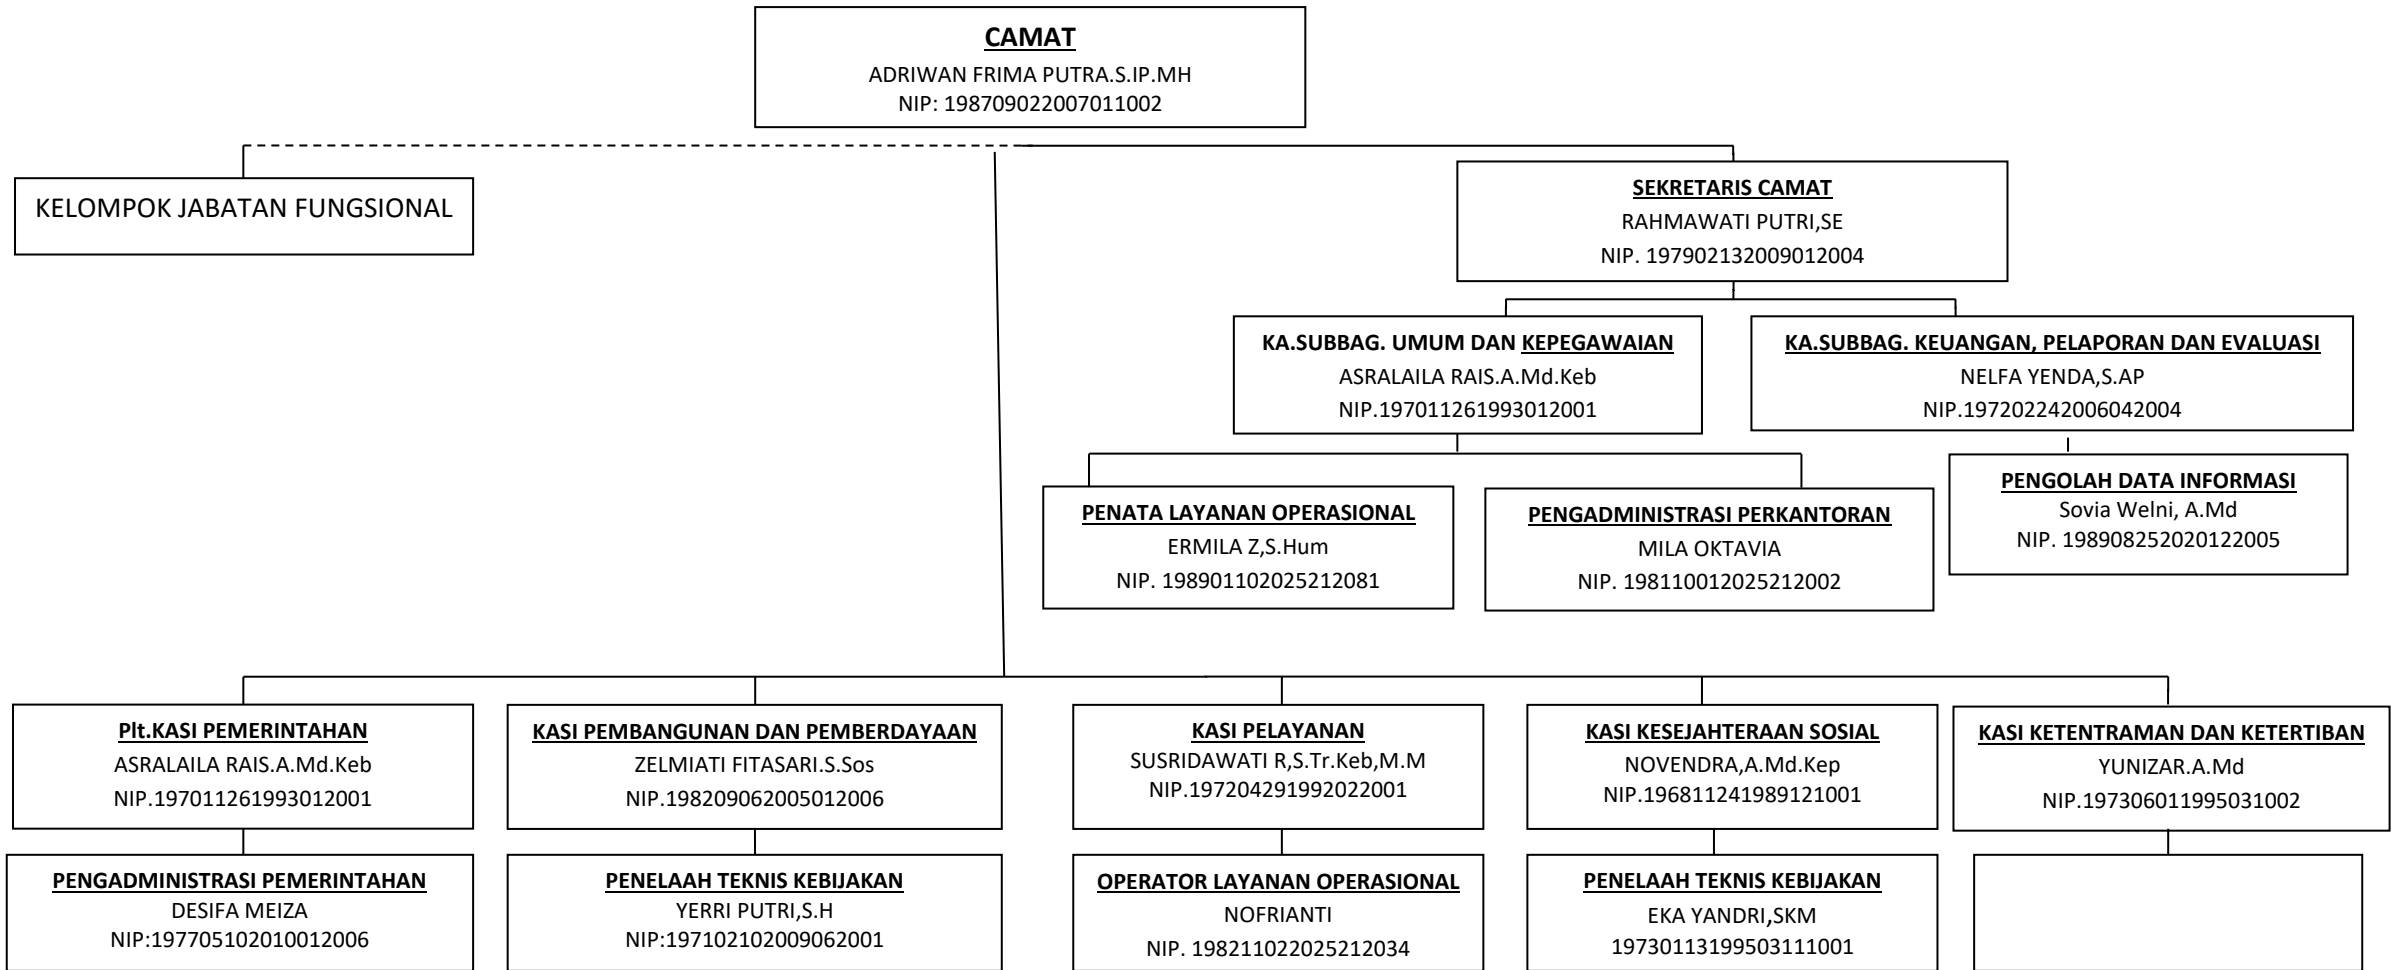 CAMAT
ADRIWAN FRIMA PUTRA.S.IP.MH
NIP: 198709022007011002
KELOMPOK JABATAN FUNGSIONAL
SEKRETARIS CAMAT
RAHMAWATI PUTRI,SE
NIP. 197902132009012004
KA.SUBBAG. UMUM DAN KEPEGAWAIAN
ASRALAILA RAIS.A.Md.Keb
NIP.197011261993012001
KA.SUBBAG. KEUANGAN, PELAPORAN DAN EVALUASI
NELFA YENDA,S.AP
NIP.197202242006042004
PENATA LAYANAN OPERASIONAL
ERMILA Z,S.Hum
NIP. 198901102025212081
PENGADMINISTRASI PERKANTORAN
MILA OKTAVIA
NIP. 198110012025212002
PENGOLAH DATA INFORMASI
Sovia Welni, A.Md
NIP. 198908252020122005
Plt.KASI PEMERINTAHAN
ASRALAILA RAIS.A.Md.Keb
NIP.197011261993012001
KASI PEMBANGUNAN DAN PEMBERDAYAAN
ZELMIATI FITASARI.S.Sos
NIP.198209062005012006
KASI PELAYANAN
SUSRIDAWATI R,S.Tr.Keb,M.M
NIP.197204291992022001
KASI KESEJAHTERAAN SOSIAL
NOVENDRA,A.Md.Kep
NIP.196811241989121001
KASI KETENTRAMAN DAN KETERTIBAN
YUNIZAR.A.Md
NIP.197306011995031002
PENGADMINISTRASI PEMERINTAHAN
DESIFA MEIZA
NIP:197705102010012006
PENELAAH TEKNIS KEBIJAKAN
YERRI PUTRI,S.H
NIP:197102102009062001
OPERATOR LAYANAN OPERASIONAL
NOFRIANTI
NIP. 198211022025212034
PENELAAH TEKNIS KEBIJAKAN
EKA YANDRI,SKM
19730113199503111001